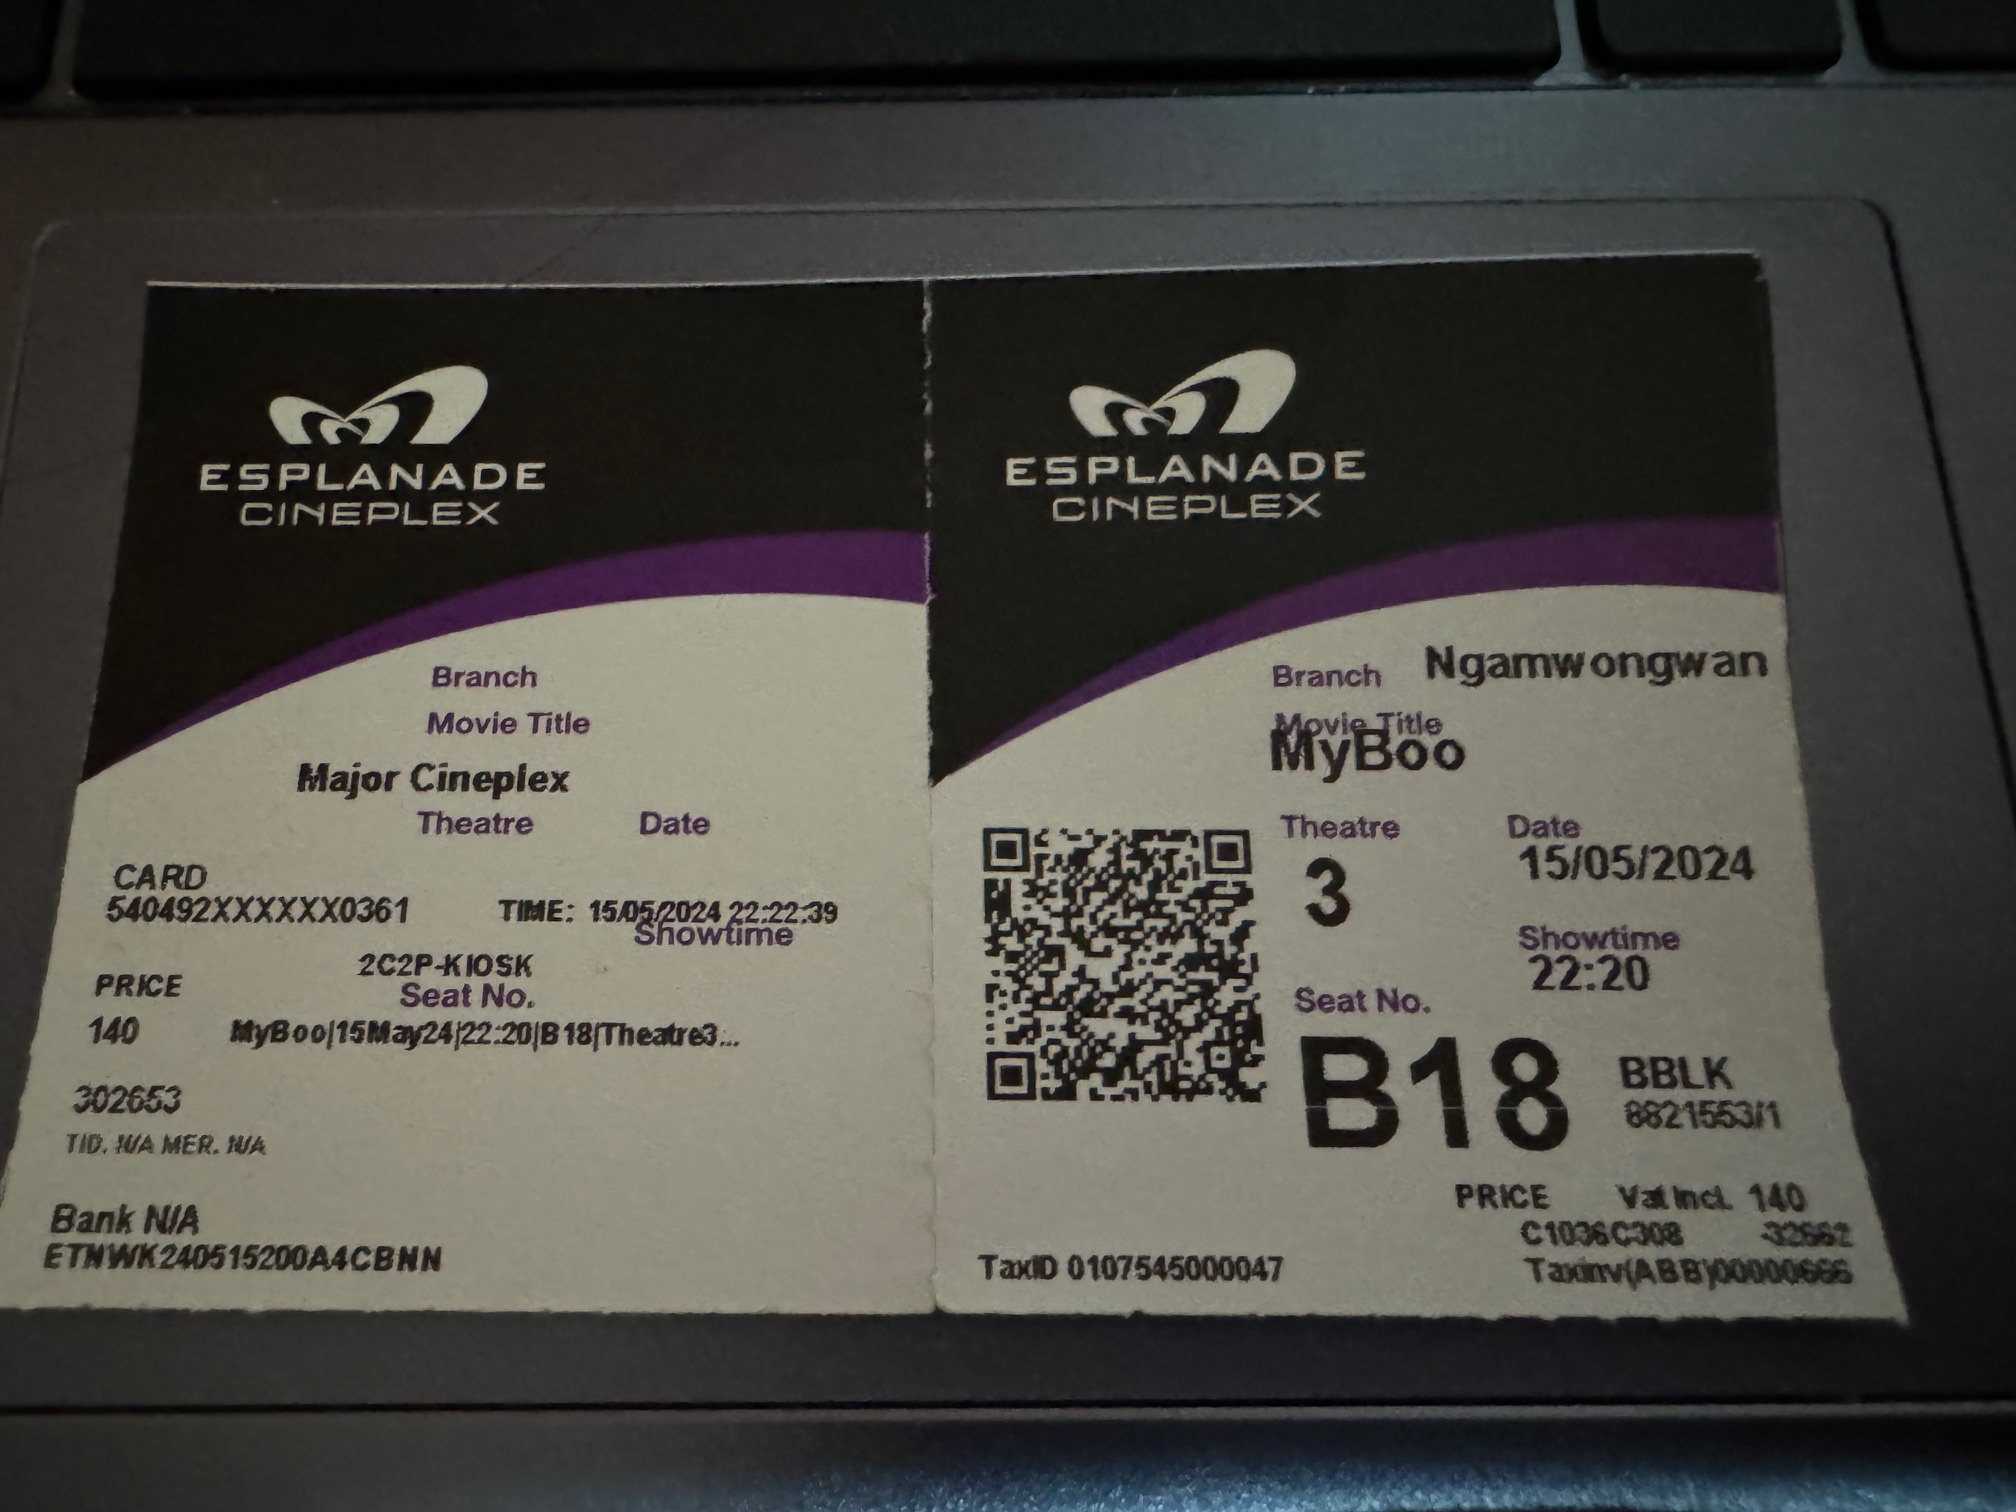 ESPLANADE
CINEPLEX
Branch
Movie Title
Major Cineplex
Theatre Date
CARD
540492XXXXXX0361 TIME: 15/05/2024 22:22:39
Showtime
2C2P-KIOSK
PRICE
Seat No.
140 MyBoo|15May24|22:20|B18|Theatre3...
302653
TID. N/A MER. N/A
Bank N/A
ETNWK240515200A4CBNN
ESPLANADE
CINEPLEX
Branch Ngamwongwan
Movie Title
MyBoo
Theatre Date
3 15/05/2024
Showtime
22:20
Seat No.
B18 BBLK
8821553/1
PRICE Vat Incl. 140
C1036C308 -32662
TaxID 0107545000047 TaxInv(ABB)00000666